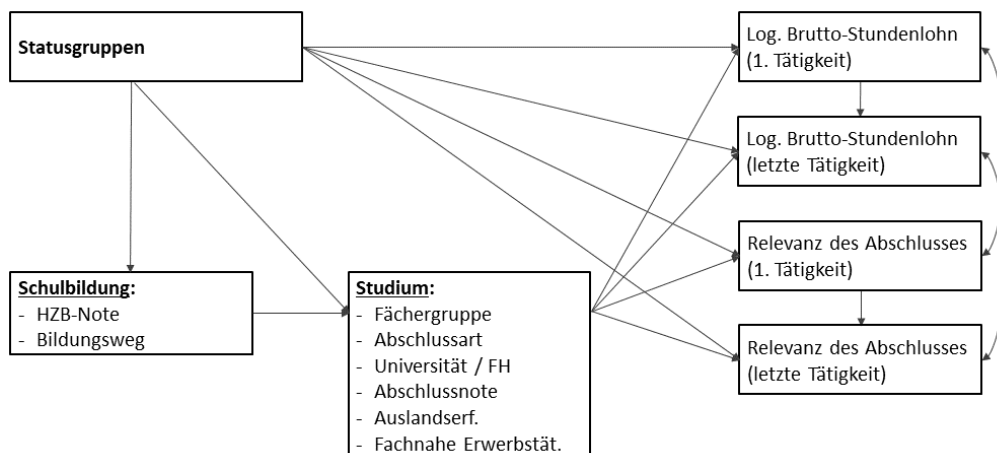 Statusgruppen
Log. Brutto-Stundenlohn
(1. Tätigkeit)
Log. Brutto-Stundenlohn
(letzte Tätigkeit)
Relevanz des Abschlusses
(1. Tätigkeit)
Relevanz des Abschlusses
(letzte Tätigkeit)
Schulbildung:
- HZB-Note
- Bildungsweg
Studium:
- Fächergruppe
- Abschlussart
- Universität / FH
- Abschlussnote
- Auslandserf.
- Fachnahe Erwerbstät.